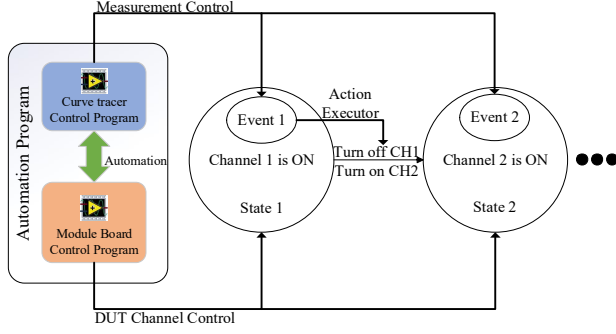 Measurement Control
Automation Program
Curve tracer
Control Program
Automation
Module Board
Control Program
Action
Executor
Event 1
Channel 1 is ON
State 1
Turn off CH1
Turn on CH2
Event 2
Channel 2 is ON
State 2
DUT Channel Control